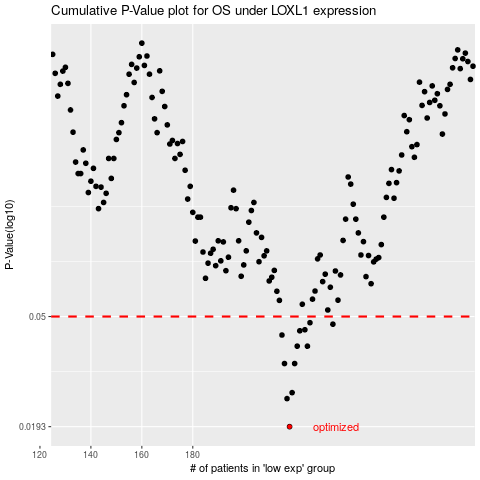 Cumulative P-Value plot for OS under LOXL1 expression
P-Value(log10)
0.05
0.0193
optimized
120 140 160 180
# of patients in 'low exp' group